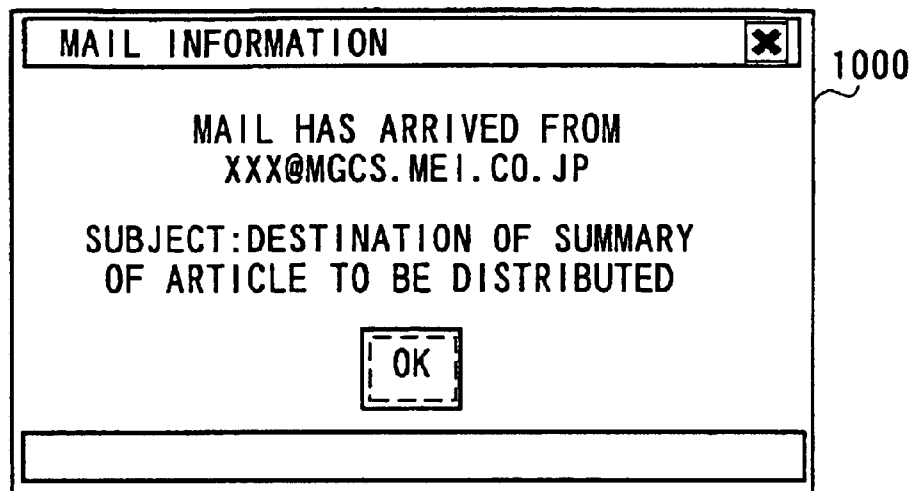 MAIL INFORMATION
1000
MAIL HAS ARRIVED FROM
XXX@MGCS.MEI.CO.JP
SUBJECT:DESTINATION OF SUMMARY
OF ARTICLE TO BE DISTRIBUTED
OK